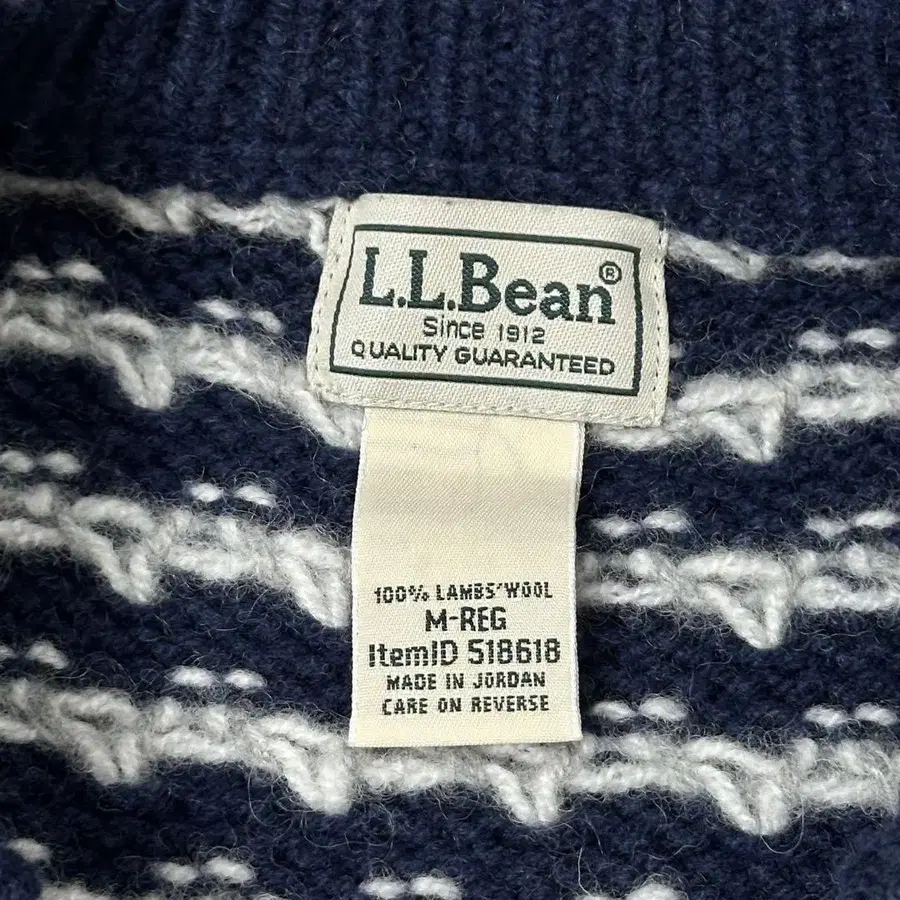 L.L.Bean®
Since 1912
QUALITY GUARANTEED
100% LAMBS'WOOL
M-REG
ItemID 518618
MADE IN JORDAN
CARE ON REVERSE